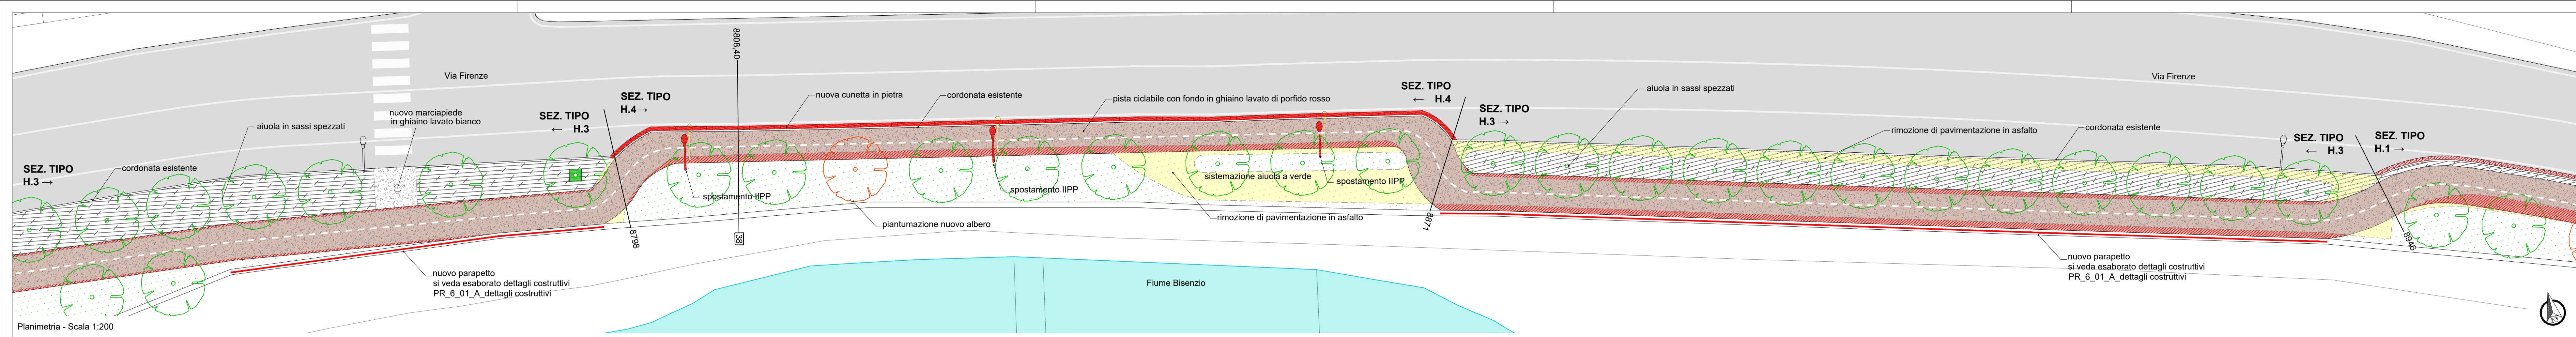 SEZ. TIPO
H.3→
cordonata esistente
aiuola in sassi spezzati
nuovo marciapiede
in ghiaino lavato bianco
Via Firenze
SEZ. TIPO
← H.3
SEZ. TIPO
H.4→
8798
8808,40
38
nuova cunetta in pietra
cordonata esistente
pista ciclabile con fondo in ghiaino lavato di porfido rosso
spostamento IIPP
piantumazione nuovo albero
spostamento IIPP
sistemazione aiuola a verde
spostamento IIPP
rimozione di pavimentazione in asfalto
SEZ. TIPO
← H.4
SEZ. TIPO
H.3→
8871
aiuola in sassi spezzati
rimozione di pavimentazione in asfalto
cordonata esistente
Via Firenze
SEZ. TIPO
← H.3
SEZ. TIPO
H.1→
8946
nuovo parapetto
si veda esaborato dettagli costruttivi
PR_6_01_A_dettagli costruttivi
Fiume Bisenzio
nuovo parapetto
si veda esaborato dettagli costruttivi
PR_6_01_A_dettagli costruttivi
Planimetria - Scala 1:200